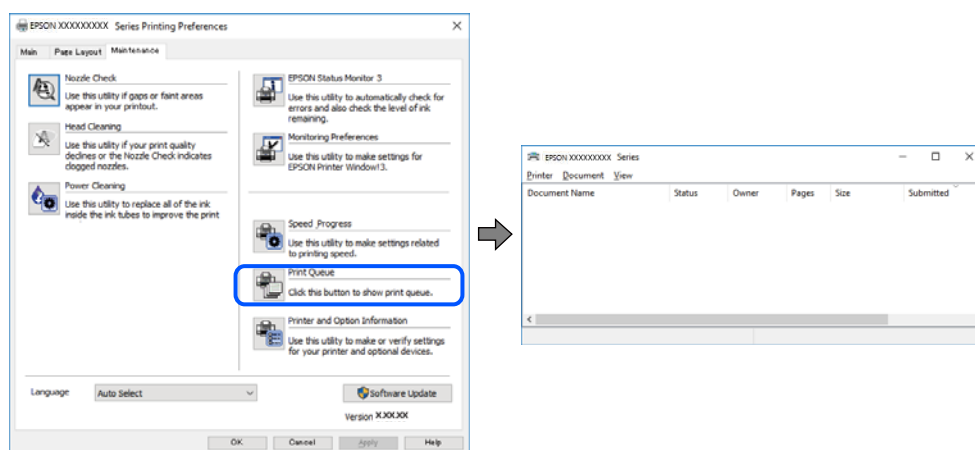 EPSON XXXXXXXXX Series Printing Preferences
Main Page Layout Maintenance
Nozzle Check
Use this utility if gaps or faint areas
appear in your printout.
Head Cleaning
Use this utility if your print quality
declines or the Nozzle Check indicates
clogged nozzles.
Power Cleaning
Use this utility to replace all of the ink
inside the ink tubes to improve the print
EPSON Status Monitor 3
Use this utility to automatically check for
errors and also check the level of ink
remaining.
Monitoring Preferences
Use this utility to make settings for
EPSON Printer Window!3.
Speed Progress
Use this utility to make settings related
to printing speed.
Print Queue
Click this button to show print queue.
Printer and Option Information
Use this utility to make or verify settings
for your printer and optional devices.
Language Auto Select
Software Update
Version X.XX.XX
OK Cancel Apply Help
EPSON XXXXXXXXX Series
Printer Document View
Document Name Status Owner Pages Size Submitted